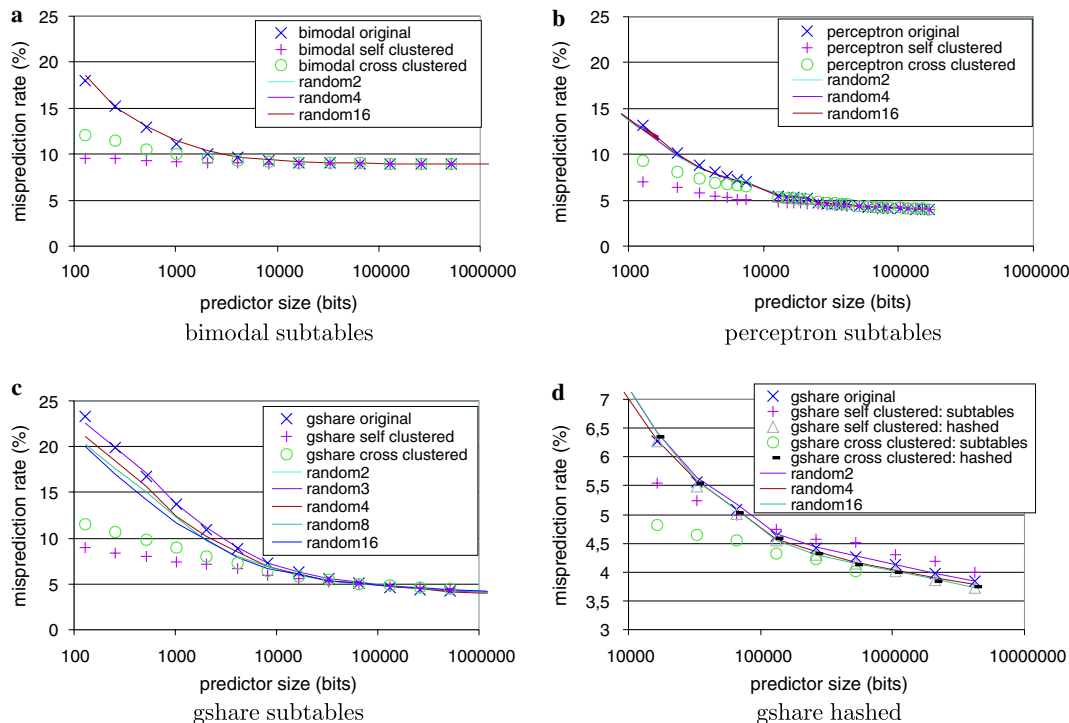 a
misprediction rate (%)
25
20
15
10
5
0
bimodal original
bimodal self clustered
bimodal cross clustered
random2
random4
random16
100 1000 10000 100000 1000000
predictor size (bits)
bimodal subtables
b
misprediction rate (%)
25
20
15
10
5
0
perceptron original
perceptron self clustered
perceptron cross clustered
random2
random4
random16
1000 10000 100000 1000000
predictor size (bits)
perceptron subtables
c
misprediction rate (%)
25
20
15
10
5
0
gshare original
gshare self clustered
gshare cross clustered
random2
random3
random4
random8
random16
100 1000 10000 100000 1000000
predictor size (bits)
gshare subtables
d
misprediction rate (%)
7
6,5
6
5,5
5
4,5
4
3,5
3
gshare original
gshare self clustered: subtables
gshare self clustered: hashed
gshare cross clustered: subtables
gshare cross clustered: hashed
random2
random4
random16
10000 100000 1000000 10000000
predictor size (bits)
gshare hashed